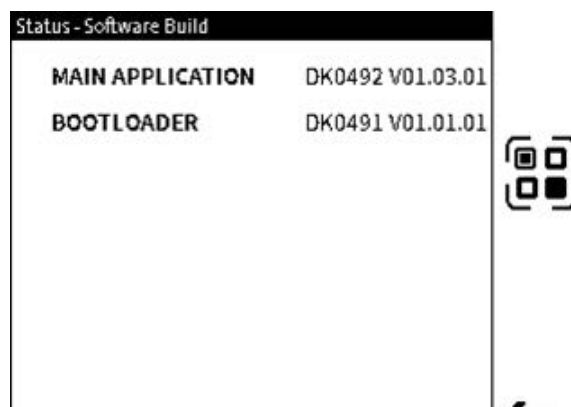 Status - Software Build
MAIN APPLICATION DK0492 V01.03.01
BOOTLOADER DK0491 V01.01.01